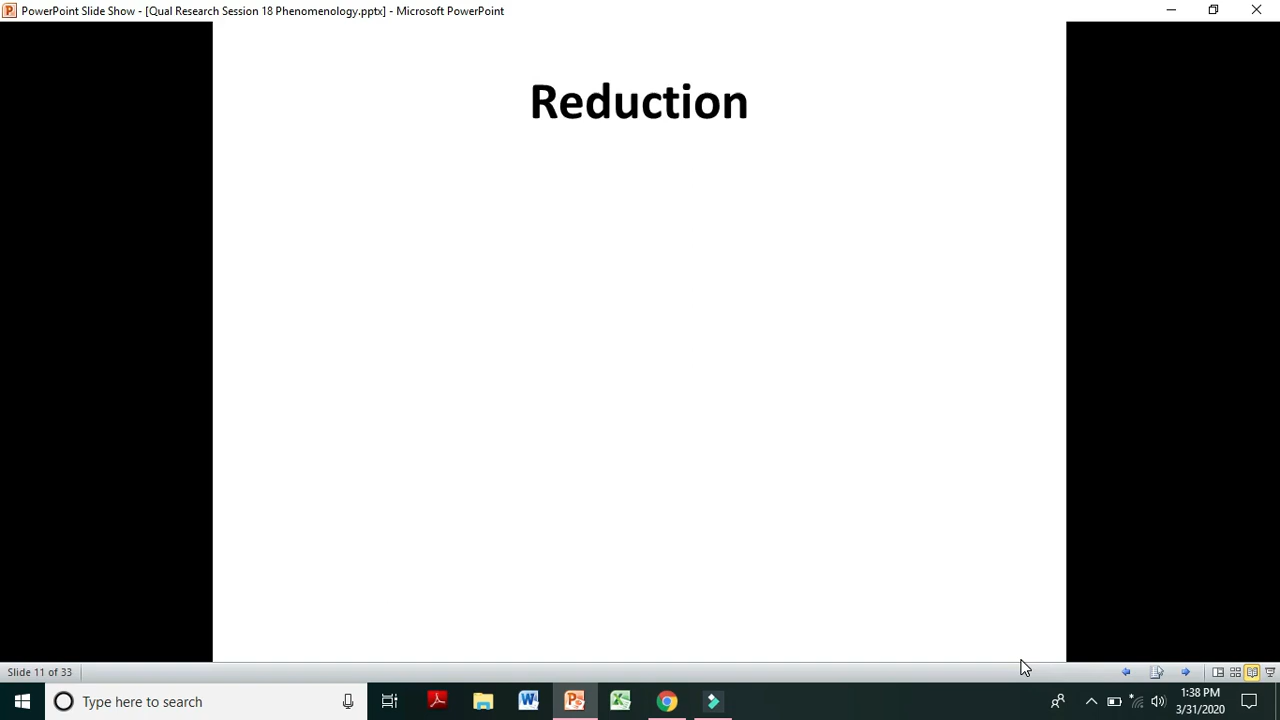 PowerPoint Slide Show - [Qual Research Session 18 Phenomenology.pptx] - Microsoft PowerPoint
Reduction
Slide 11 of 33
Type here to search
1:38 PM
3/31/2020